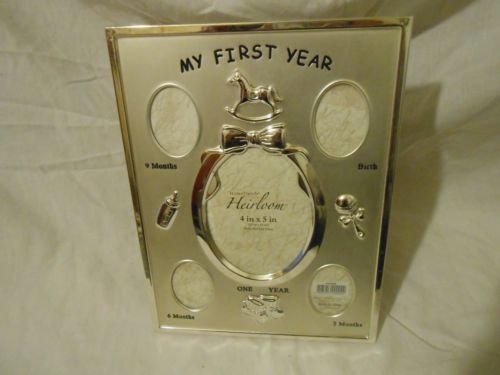 MY FIRST YEAR
9 Months
Birth
Heirloom
4 in x 5 in
ONE YEAR
6 Months
3 Months